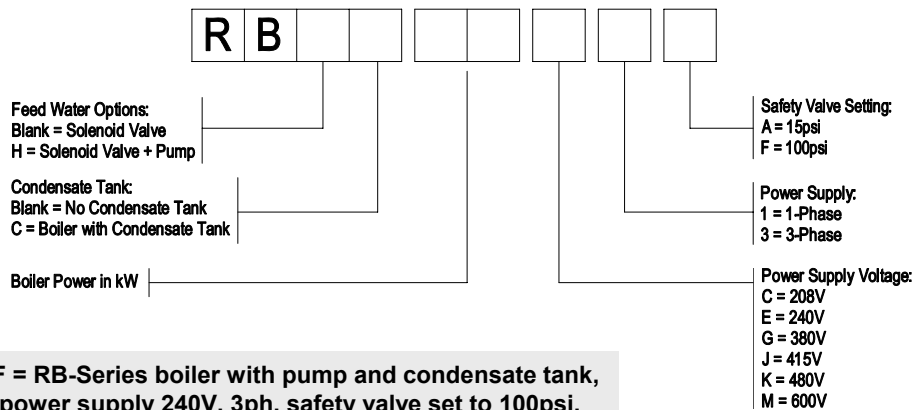 R B
Feed Water Options:
Blank = Solenoid Valve
H = Solenoid Valve + Pump
Condensate Tank:
Blank = No Condensate Tank
C = Boiler with Condensate Tank
Boiler Power in kW
Safety Valve Setting:
A = 15psi
F = 100psi
Power Supply:
1 = 1-Phase
3 = 3-Phase
Power Supply Voltage:
C = 208V
E = 240V
G = 380V
J = 415V
K = 480V
M = 600V
F = RB-Series boiler with pump and condensate tank,
power supply 240V, 3ph, safety valve set to 100psi.